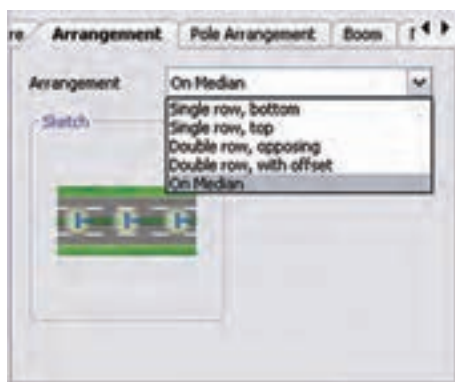 re Arrangement Pole Arrangement Boom
Arrangement On Median
Sketch
Single row, bottom
Single row, top
Double row, opposing
Double row, with offset
On Median